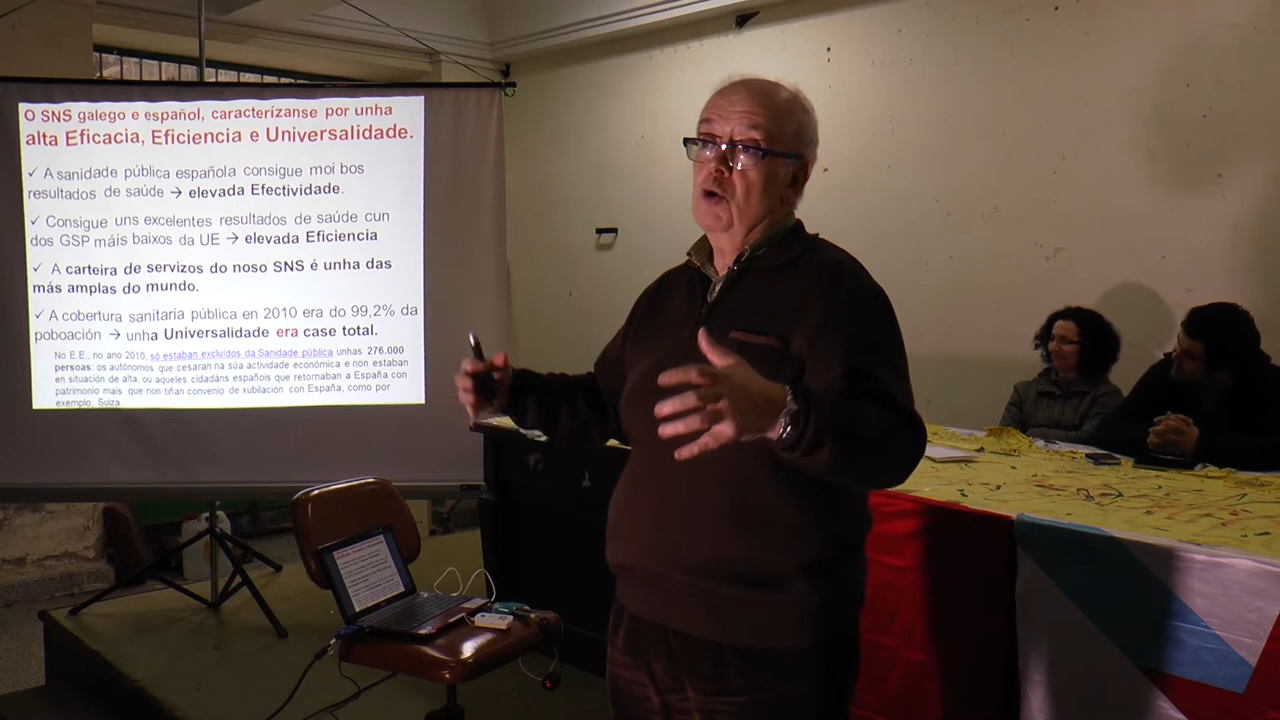 O SNS galego e español, caracterízanse por unha
alta Eficacia, Eficiencia e Universalidade.
✓ A sanidade pública española consigue moi bos
resultados de saúde → elevada Efectividade.
✓ Consigue uns excelentes resultados de saúde cun
dos GSP máis baixos da UE → elevada Eficiencia
✓ A carteira de servizos do noso SNS é unha das
más amplas do mundo.
✓ A cobertura sanitaria pública en 2010 era do 99,2% da
poboación → unha Universalidade era case total.
No E.E., no ano 2010, só estaban excluídos da Sanidade pública unhas 276.000
persoas: os autónomos que cesaran na súa actividade económica e non estaban
en situación de alta, ou aqueles cidadáns españois que retornaban a España con
patrimonio mais que non tiñan convenio de xubilación con España, como por
exemplo, Suiza.